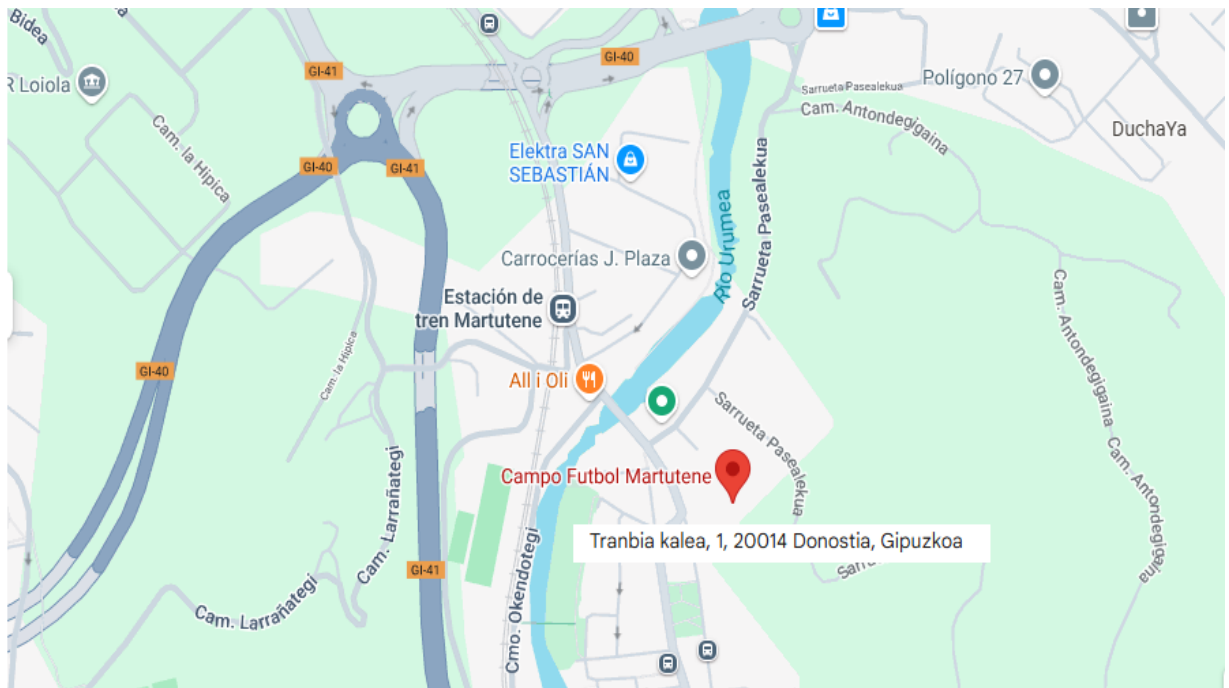 Bidea
GI-41
GI-40
Polígono 27
R Loiola
Sarrueta Pasealekua
Cam. Antondegigaina
DuchaYa
Cam. la Hipica
Elektra SAN
SEBASTIÁN
GI-40
GI-41
Río Urumea
Sarrueta Pasealekua
Carrocerías J. Plaza
Estación de
tren Martutene
Cam. la Hipica
Cam. Antondegigaina
GI-40
All i Oli
Sarrueta Pasealekua
Cam. Larrañategi
Campo Futbol Martutene
Cam. Antondegigaina
Tranbia kalea, 1, 20014 Donostia, Gipuzkoa
GI-41
Cam. Larrañategi
Cmo. Okendotegi